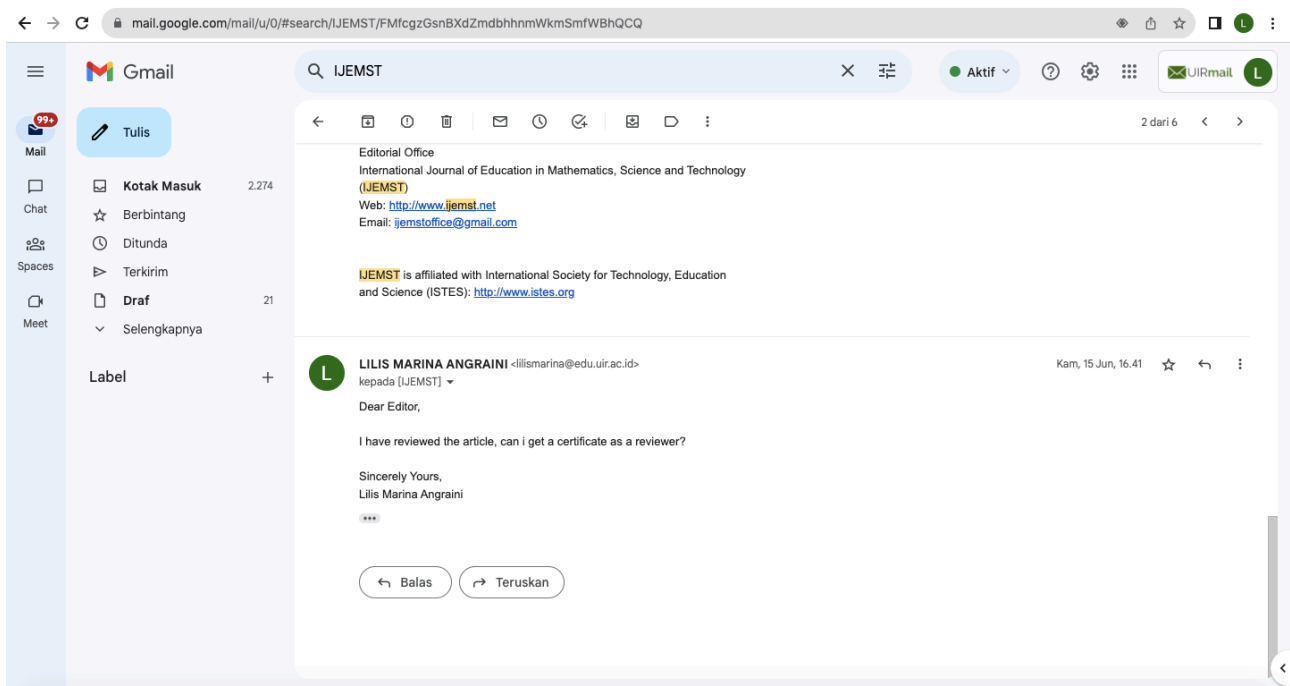 mail.google.com/mail/u/0/#search/IJEMST/FMfcgzGsnBXdZmdbhhnmWkmSmfWBhQCQ
L
Gmail
IJEMST
Aktif
UIRmail
L
99+
Mail
Tulis
2 dari 6
Chat
Kotak Masuk 2.274
Berbintang
Spaces
Ditunda
Terkirim
Meet
Draf 21
Selengkapnya
Label
Editorial Office
International Journal of Education in Mathematics, Science and Technology
(IJEMST)
Web: http://www.ijemst.net
Email: ijemstoffice@gmail.com
IJEMST is affiliated with International Society for Technology, Education
and Science (ISTES): http://www.istes.org
L
LILIS MARINA ANGRAINI <lilismarina@edu.uir.ac.id>
Kam, 15 Jun, 16.41
kepada [IJEMST]
Dear Editor,
I have reviewed the article, can i get a certificate as a reviewer?
Sincerely Yours,
Lilis Marina Angraini
Balas
Teruskan